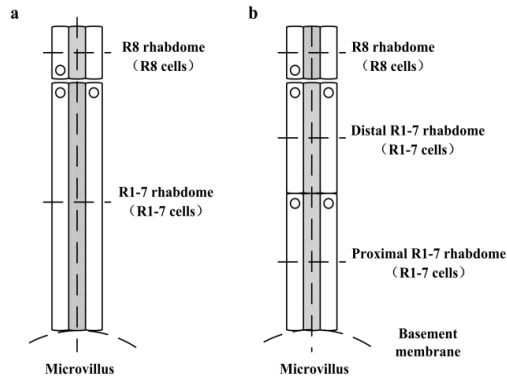 a
R8 rhabdome
(R8 cells)
R1-7 rhabdome
(R1-7 cells)
Microvillus
b
R8 rhabdome
(R8 cells)
Distal R1-7 rhabdome
(R1-7 cells)
Proximal R1-7 rhabdome
(R1-7 cells)
Basement
membrane
Microvillus